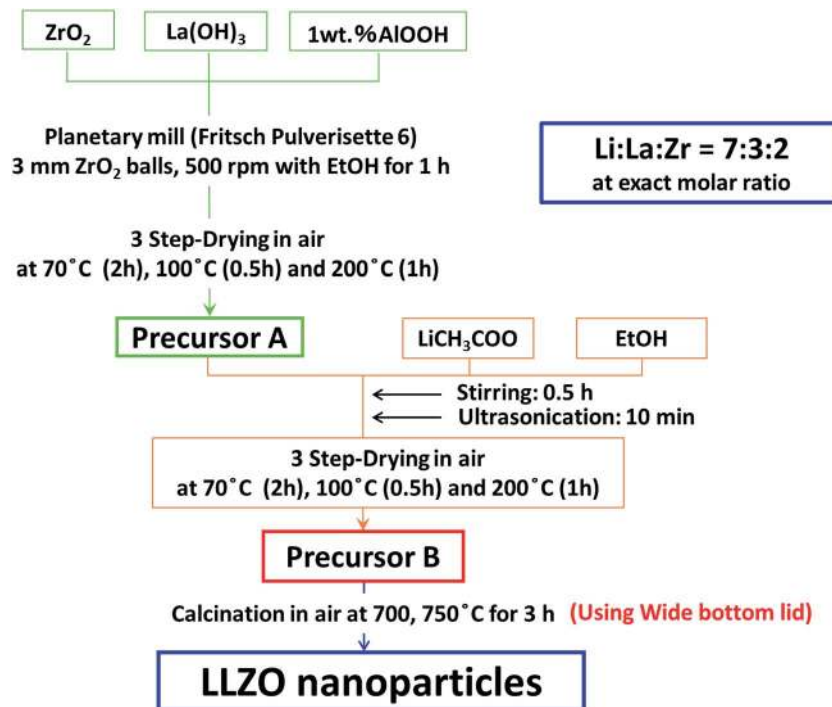 ZrO₂
La(OH)₃
1wt.%AlOOH
Planetary mill (Fritsch Pulverisette 6)
3 mm ZrO₂ balls, 500 rpm with EtOH for 1 h
Li:La:Zr = 7:3:2
at exact molar ratio
3 Step-Drying in air
at 70˚C (2h), 100˚C (0.5h) and 200˚C (1h)
Precursor A
LiCH₃COO
EtOH
Stirring: 0.5 h
Ultrasonication: 10 min
3 Step-Drying in air
at 70˚C (2h), 100˚C (0.5h) and 200˚C (1h)
Precursor B
Calcination in air at 700, 750˚C for 3 h (Using Wide bottom lid)
LLZO nanoparticles